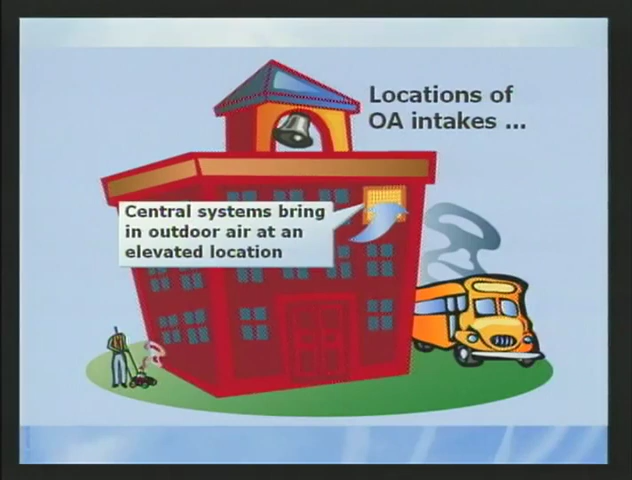 Locations of
OA intakes ...
Central systems bring
in outdoor air at an
elevated location